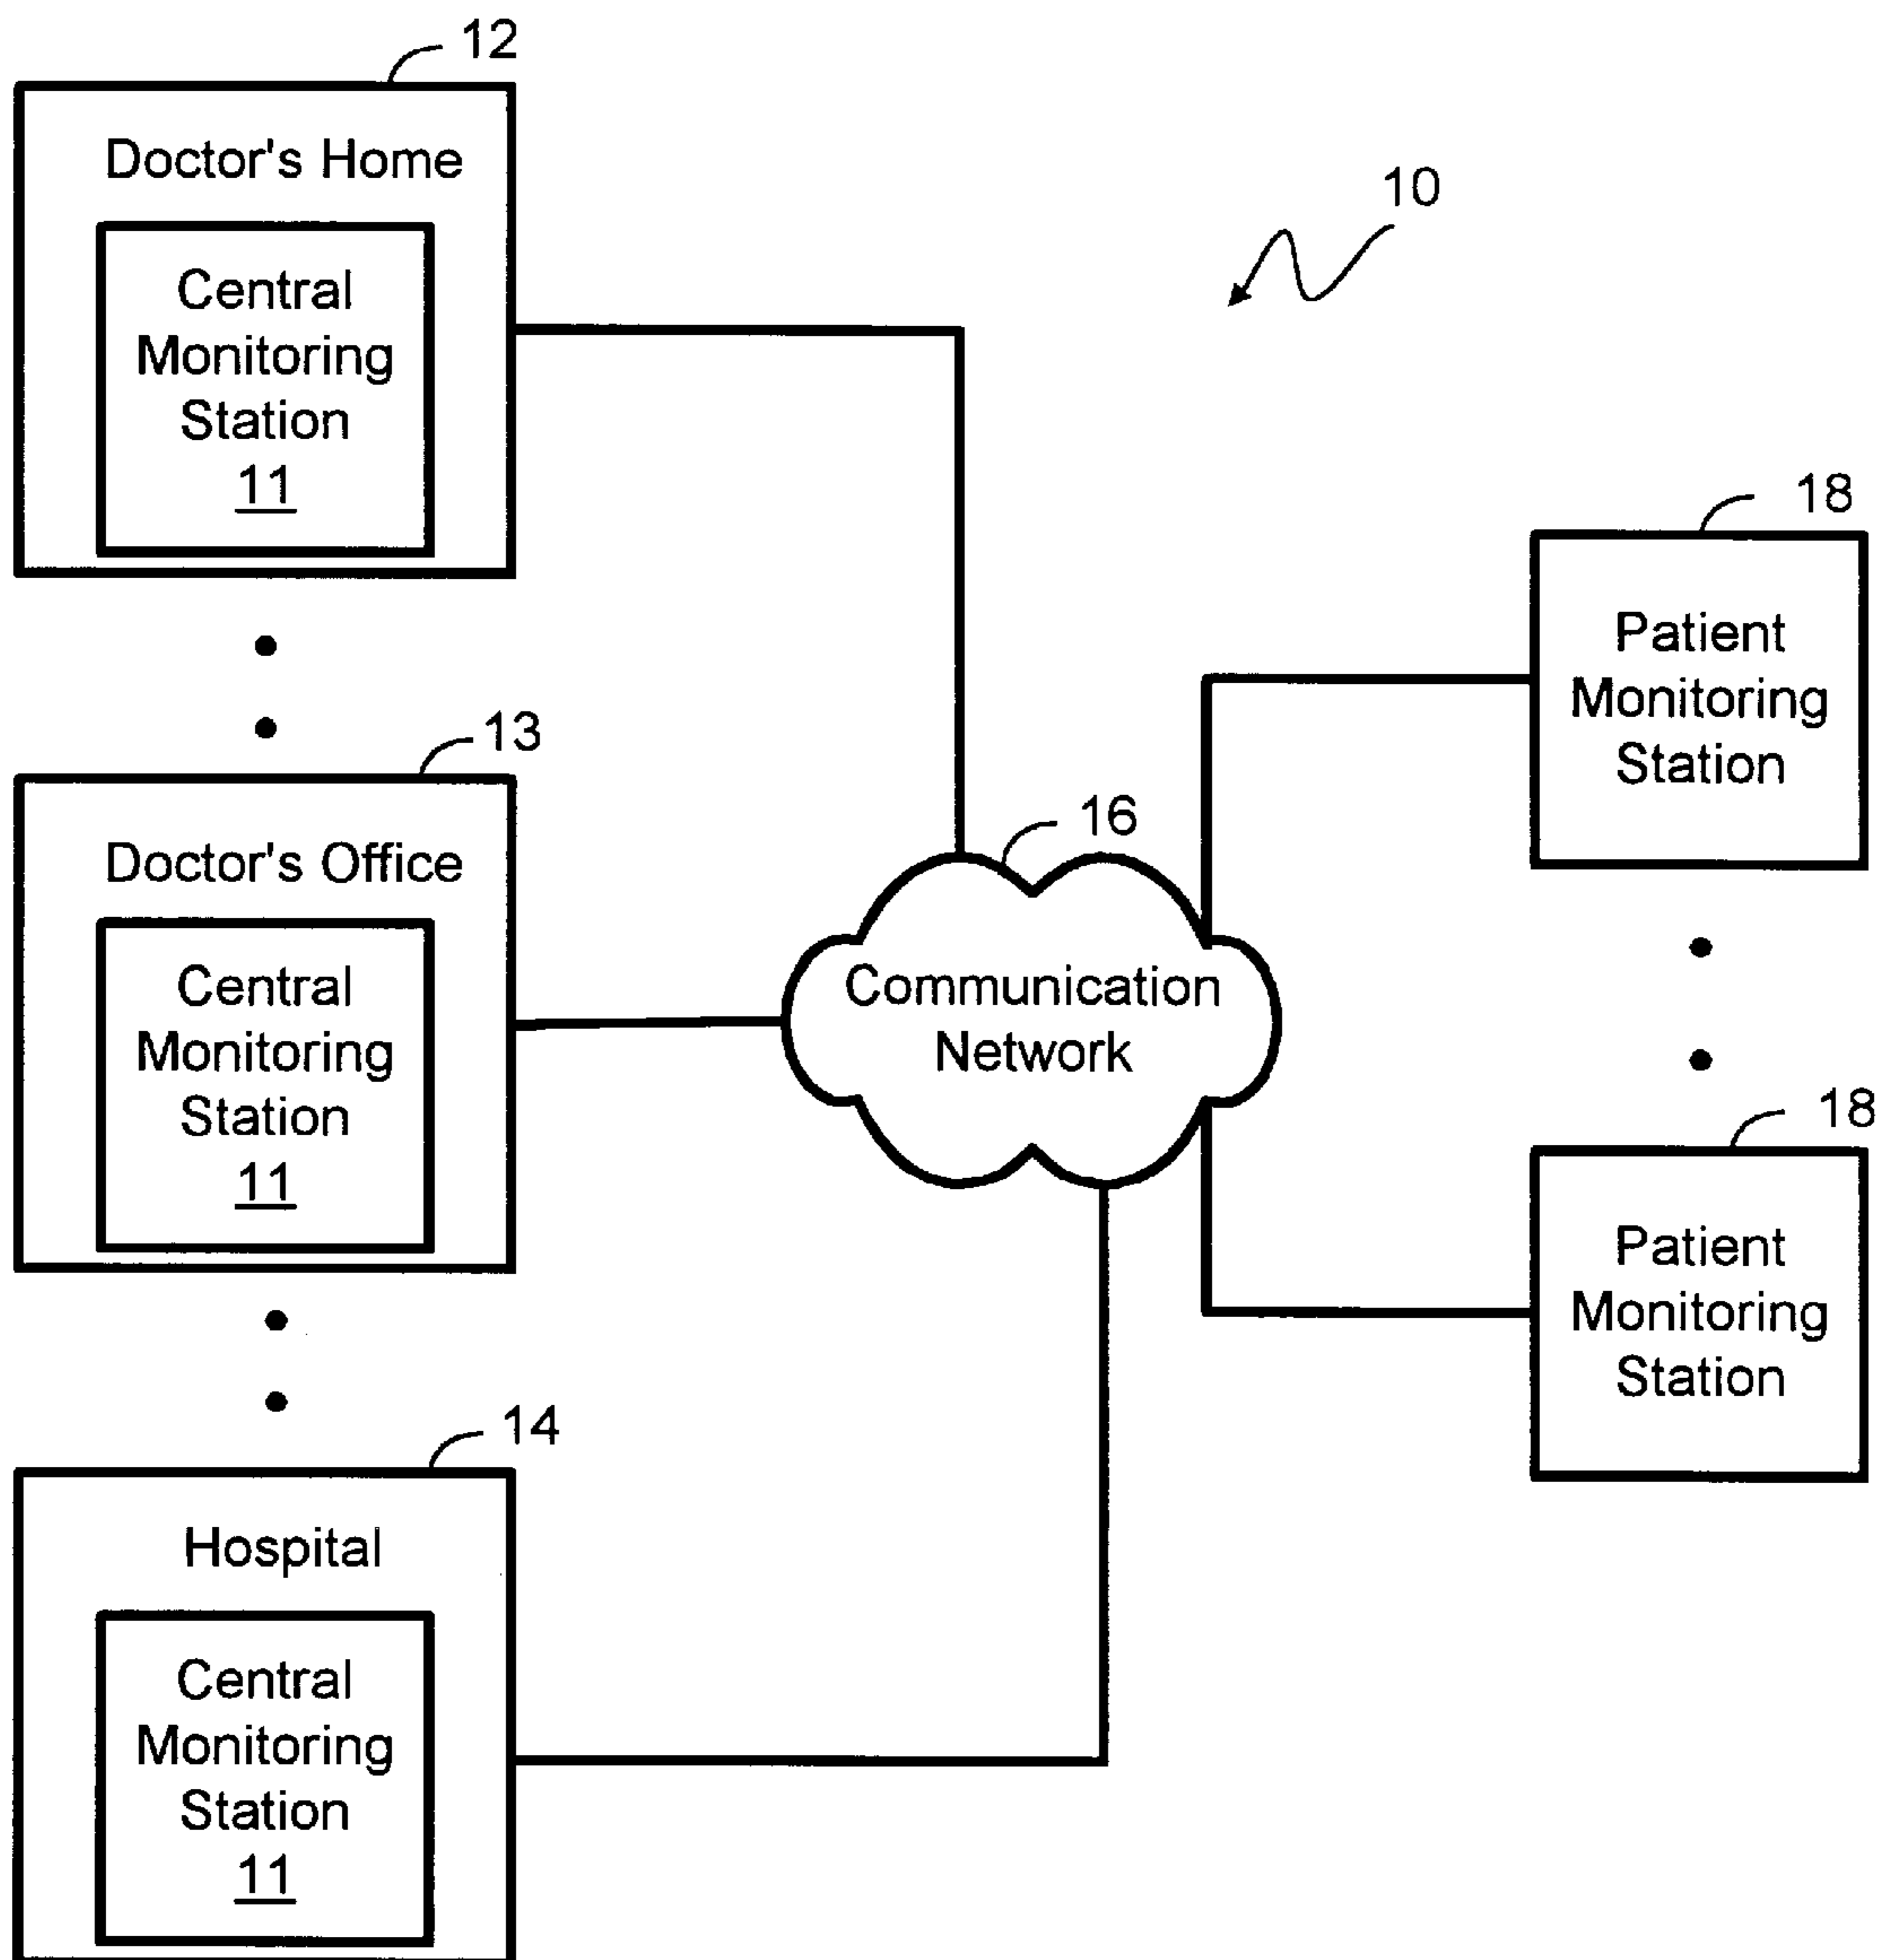 12
Doctor's Home
Central
Monitoring
Station
11
10
13
Doctor's Office
Central
Monitoring
Station
11
14
Hospital
Central
Monitoring
Station
11
16
Communication
Network
18
Patient
Monitoring
Station
18
Patient
Monitoring
Station